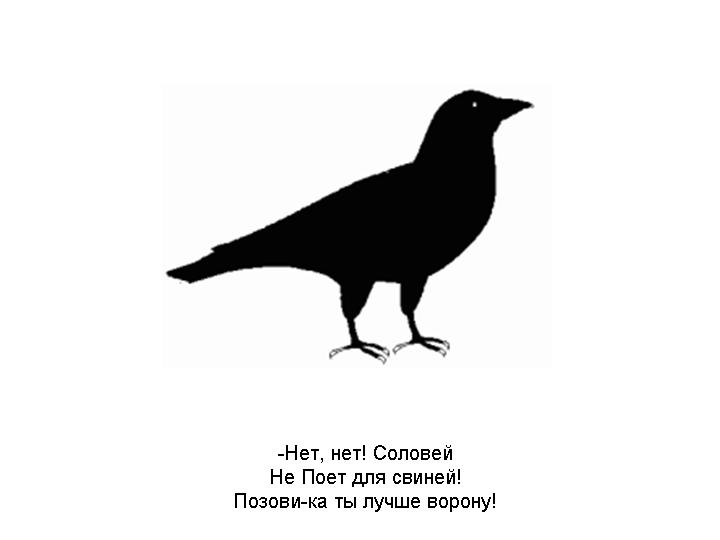 -Нет, нет! Соловей
Не Поет для свиней!
Позови-ка ты лучше ворону!